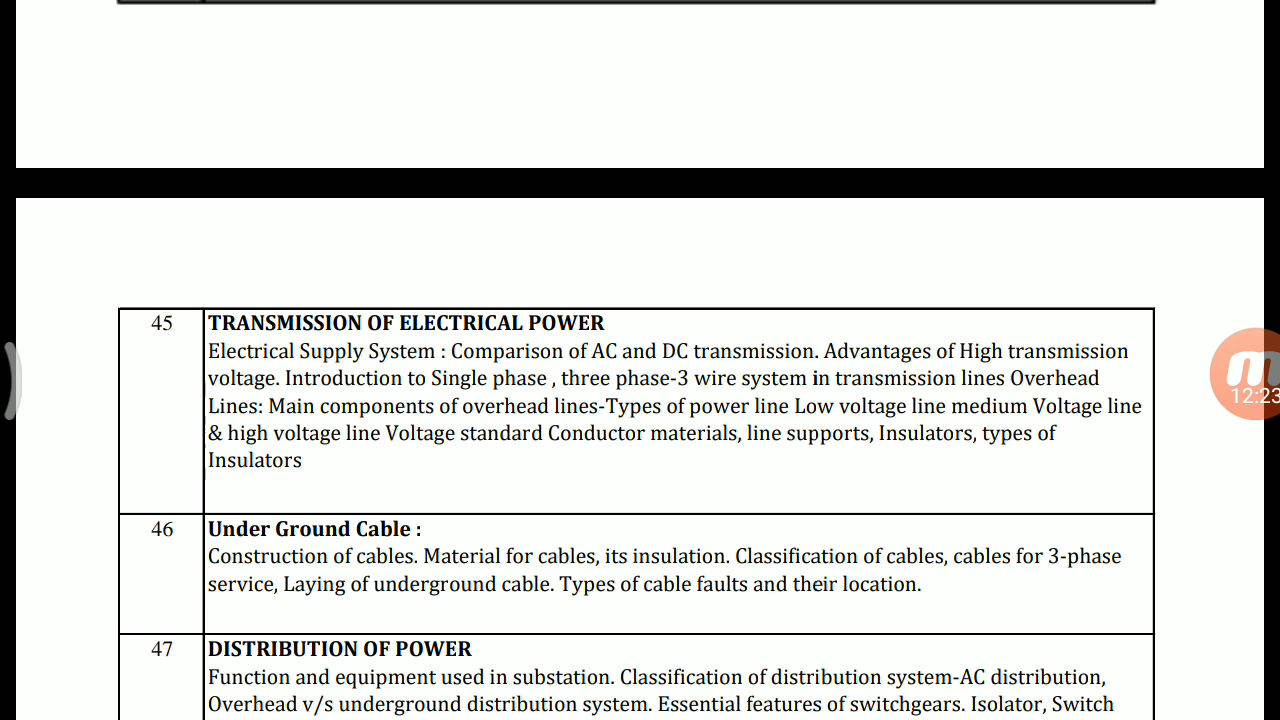 45
TRANSMISSION OF ELECTRICAL POWER
Electrical Supply System : Comparison of AC and DC transmission. Advantages of High transmission
voltage. Introduction to Single phase , three phase-3 wire system in transmission lines Overhead
Lines: Main components of overhead lines-Types of power line Low voltage line medium Voltage line
& high voltage line Voltage standard Conductor materials, line supports, Insulators, types of
Insulators
46
Under Ground Cable :
Construction of cables. Material for cables, its insulation. Classification of cables, cables for 3-phase
service, Laying of underground cable. Types of cable faults and their location.
47
DISTRIBUTION OF POWER
Function and equipment used in substation. Classification of distribution system-AC distribution,
Overhead v/s underground distribution system. Essential features of switchgears. Isolator, Switch
12:23